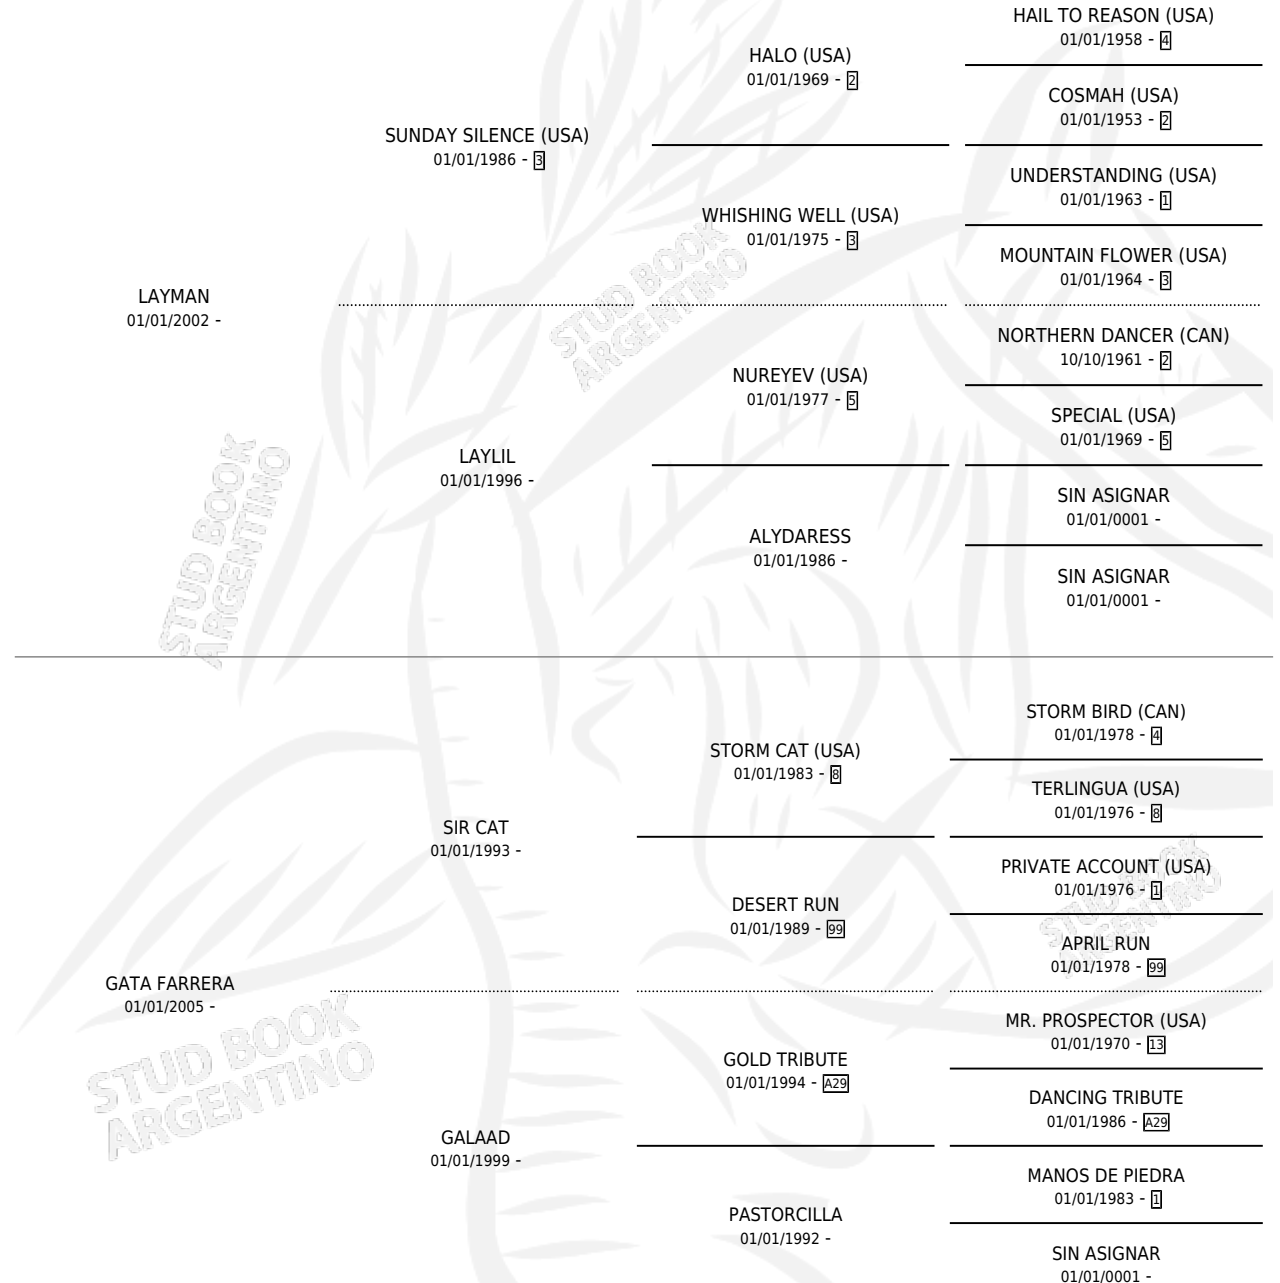 HAIL TO REASON (USA)
01/01/1958 - 4
HALO (USA)
01/01/1969 - 2
COSMAH (USA)
01/01/1953 - 2
SUNDAY SILENCE (USA)
01/01/1986 - 3
UNDERSTANDING (USA)
01/01/1963 - 1
WHISHING WELL (USA)
01/01/1975 - 3
MOUNTAIN FLOWER (USA)
01/01/1964 - 3
LAYMAN
01/01/2002 -
NORTHERN DANCER (CAN)
10/10/1961 - 2
NUREYEV (USA)
01/01/1977 - 5
SPECIAL (USA)
01/01/1969 - 5
LAYLIL
01/01/1996 -
SIN ASIGNAR
01/01/0001 -
ALYDARESS
01/01/1986 -
SIN ASIGNAR
01/01/0001 -
STORM BIRD (CAN)
01/01/1978 - 4
STORM CAT (USA)
01/01/1983 - 8
TERLINGUA (USA)
01/01/1976 - 8
SIR CAT
01/01/1993 -
PRIVATE ACCOUNT (USA)
01/01/1976 - 1
DESERT RUN
01/01/1989 - 99
APRIL RUN
01/01/1978 - 99
GATA FARRERA
01/01/2005 -
MR. PROSPECTOR (USA)
01/01/1970 - 13
GOLD TRIBUTE
01/01/1994 - A29
DANCING TRIBUTE
01/01/1986 - A29
GALAAD
01/01/1999 -
MANOS DE PIEDRA
01/01/1983 - 1
PASTORCILLA
01/01/1992 -
SIN ASIGNAR
01/01/0001 -
STUD BOOK
ARGENTINO
STUD BOOK
ARGENTINO
STUD BOOK
ARGENTINO
STUD BOOK
ARGENTINO